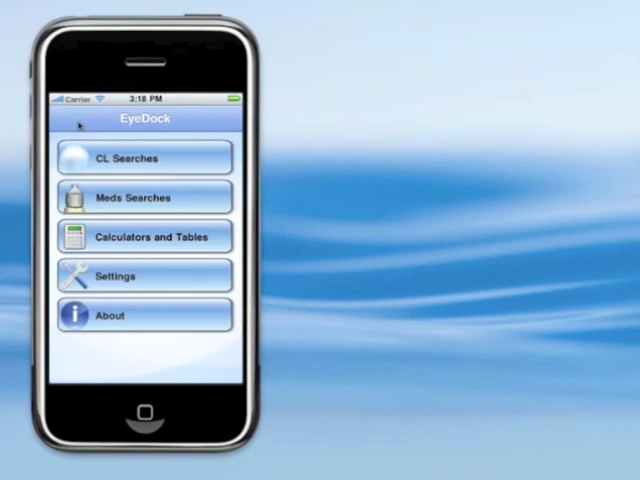 Carrier 3:18 PM
EyeDock
CL Searches
Meds Searches
Calculators and Tables
Settings
About